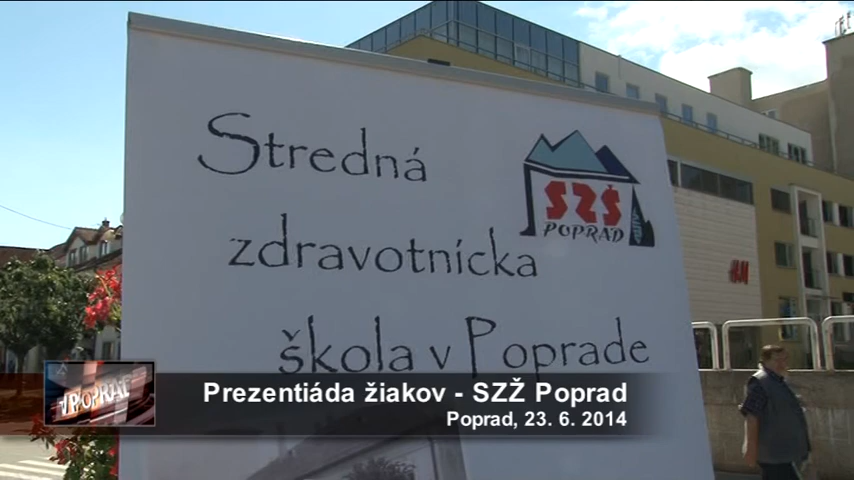 Stredná
zdravotnícka
škola v Poprade
SZŠ
POPRAD
H&M
V POPRAD
Prezentiáda žiakov - SZŽ Poprad
Poprad, 23. 6. 2014